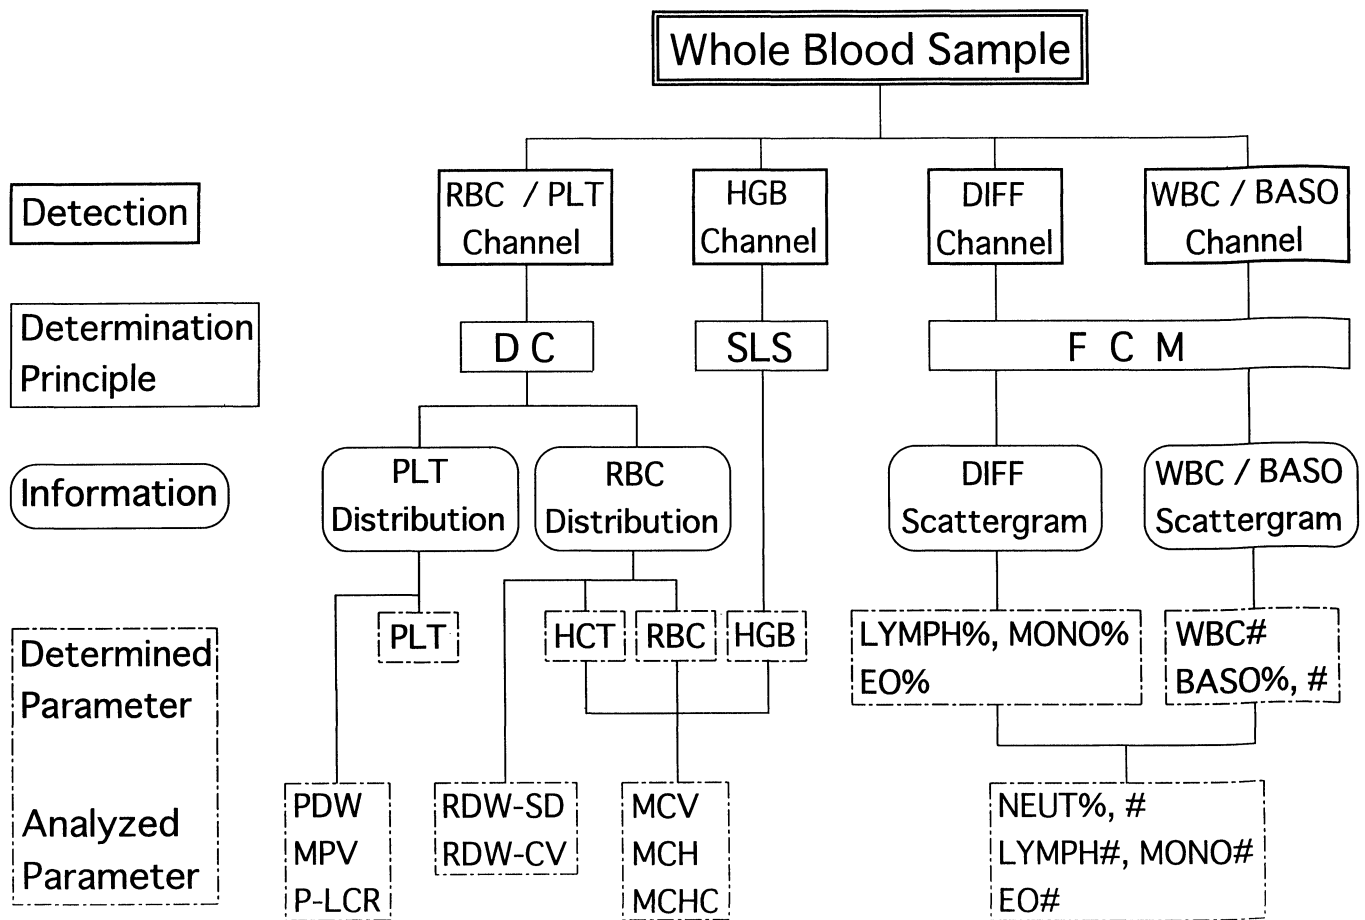 Whole Blood Sample
Detection
RBC / PLT
Channel
HGB
Channel
DIFF
Channel
WBC / BASO
Channel
Determination
Principle
D C
SLS
F C M
Information
PLT
Distribution
RBC
Distribution
DIFF
Scattergram
WBC / BASO
Scattergram
Determined
Parameter
PLT
HCT
RBC
HGB
LYMPH%, MONO%
EO%
WBC#
BASO%, #
Analyzed
Parameter
PDW
MPV
P-LCR
RDW-SD
RDW-CV
MCV
MCH
MCHC
NEUT%, #
LYMPH#, MONO#
EO#